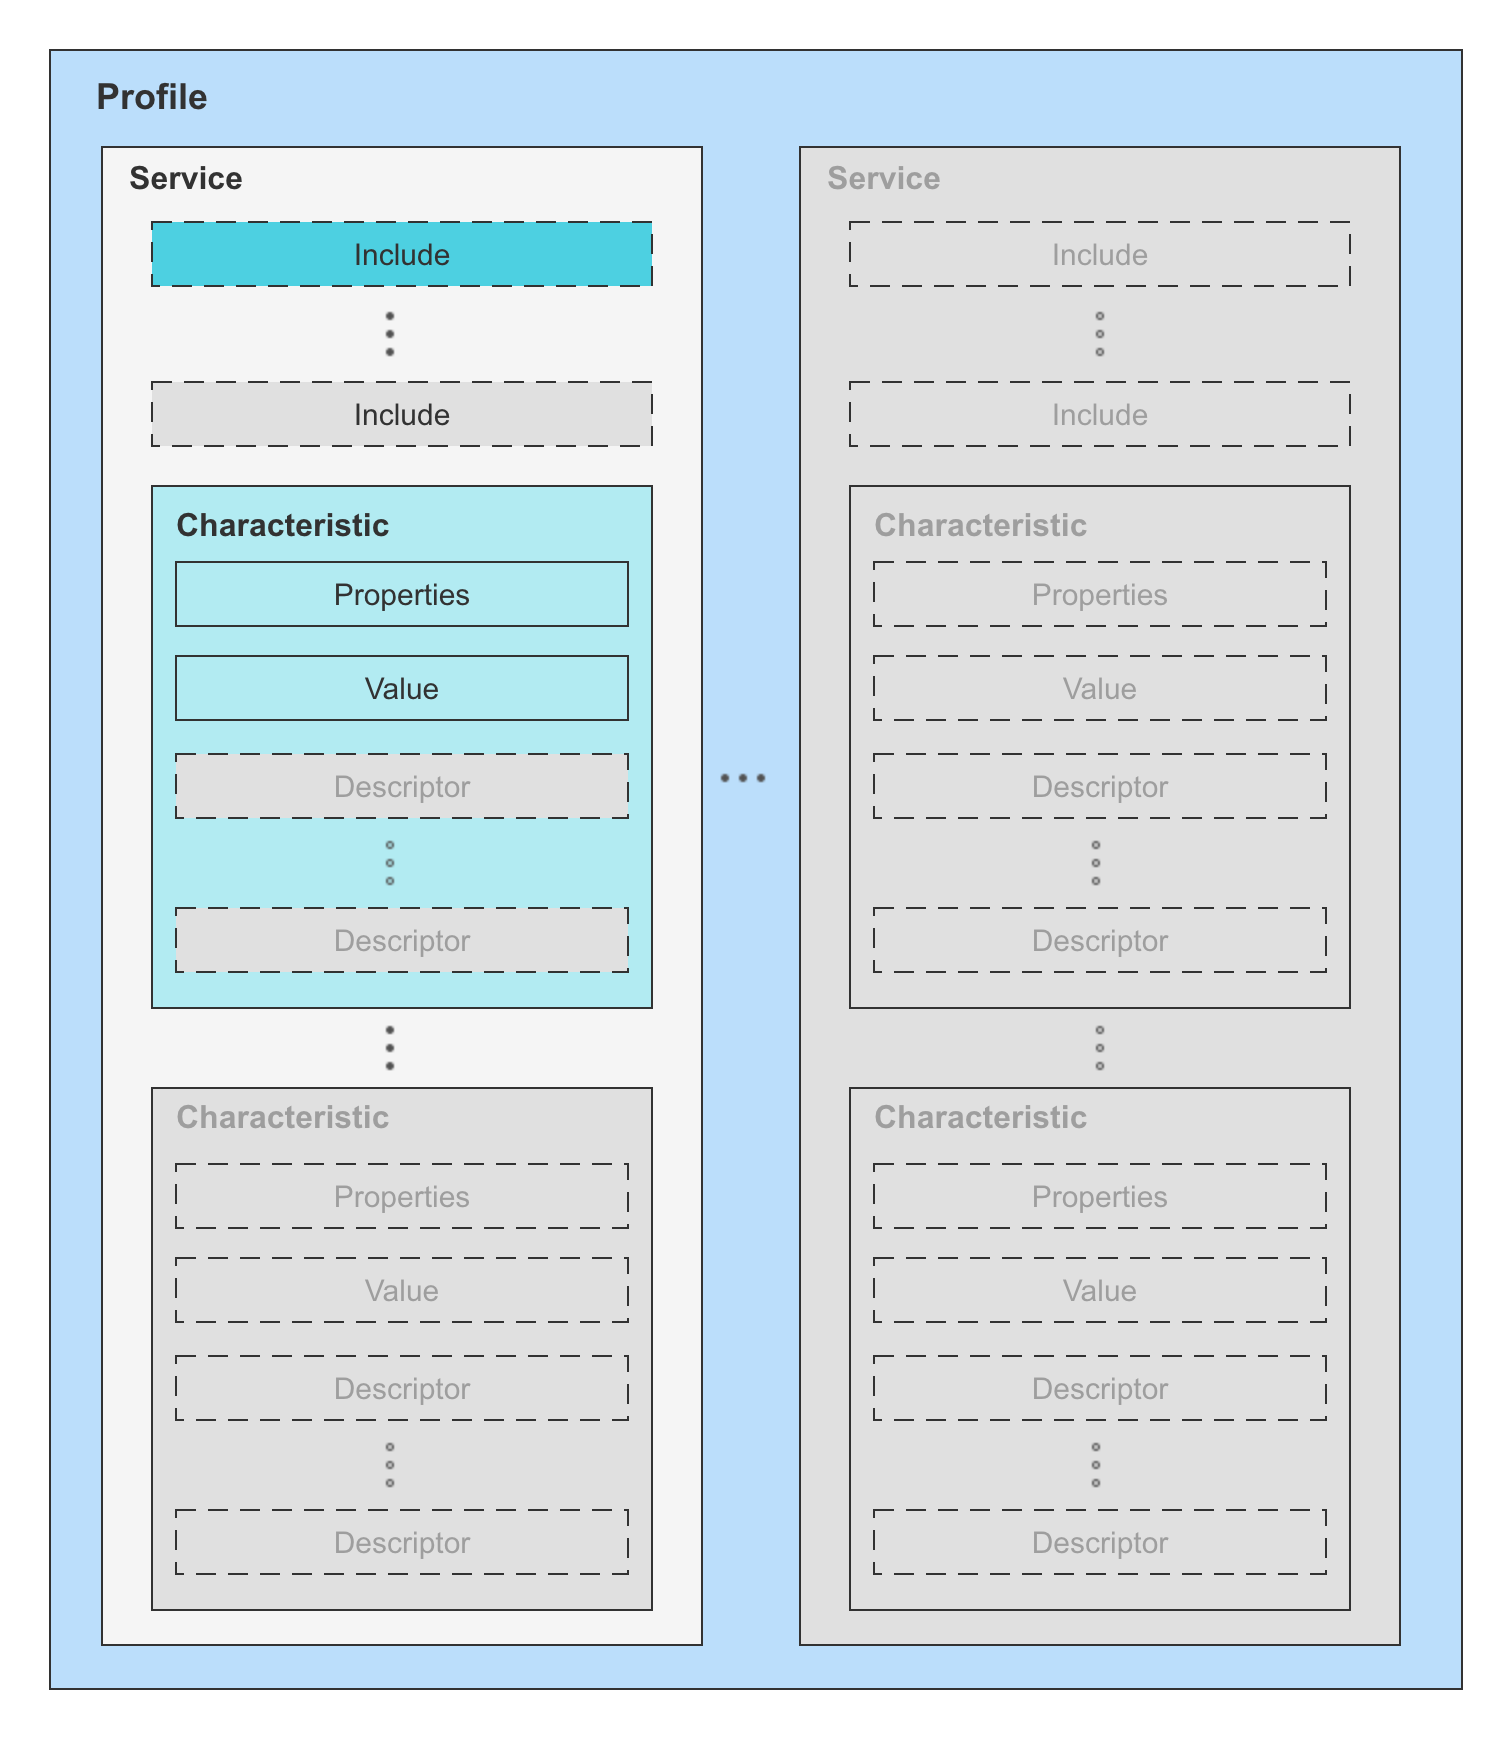 Profile
Service
Include
Include
Characteristic
Properties
Value
Descriptor
Descriptor
Characteristic
Properties
Value
Descriptor
Descriptor
Service
Include
Include
Characteristic
Properties
Value
Descriptor
Descriptor
Characteristic
Properties
Value
Descriptor
Descriptor